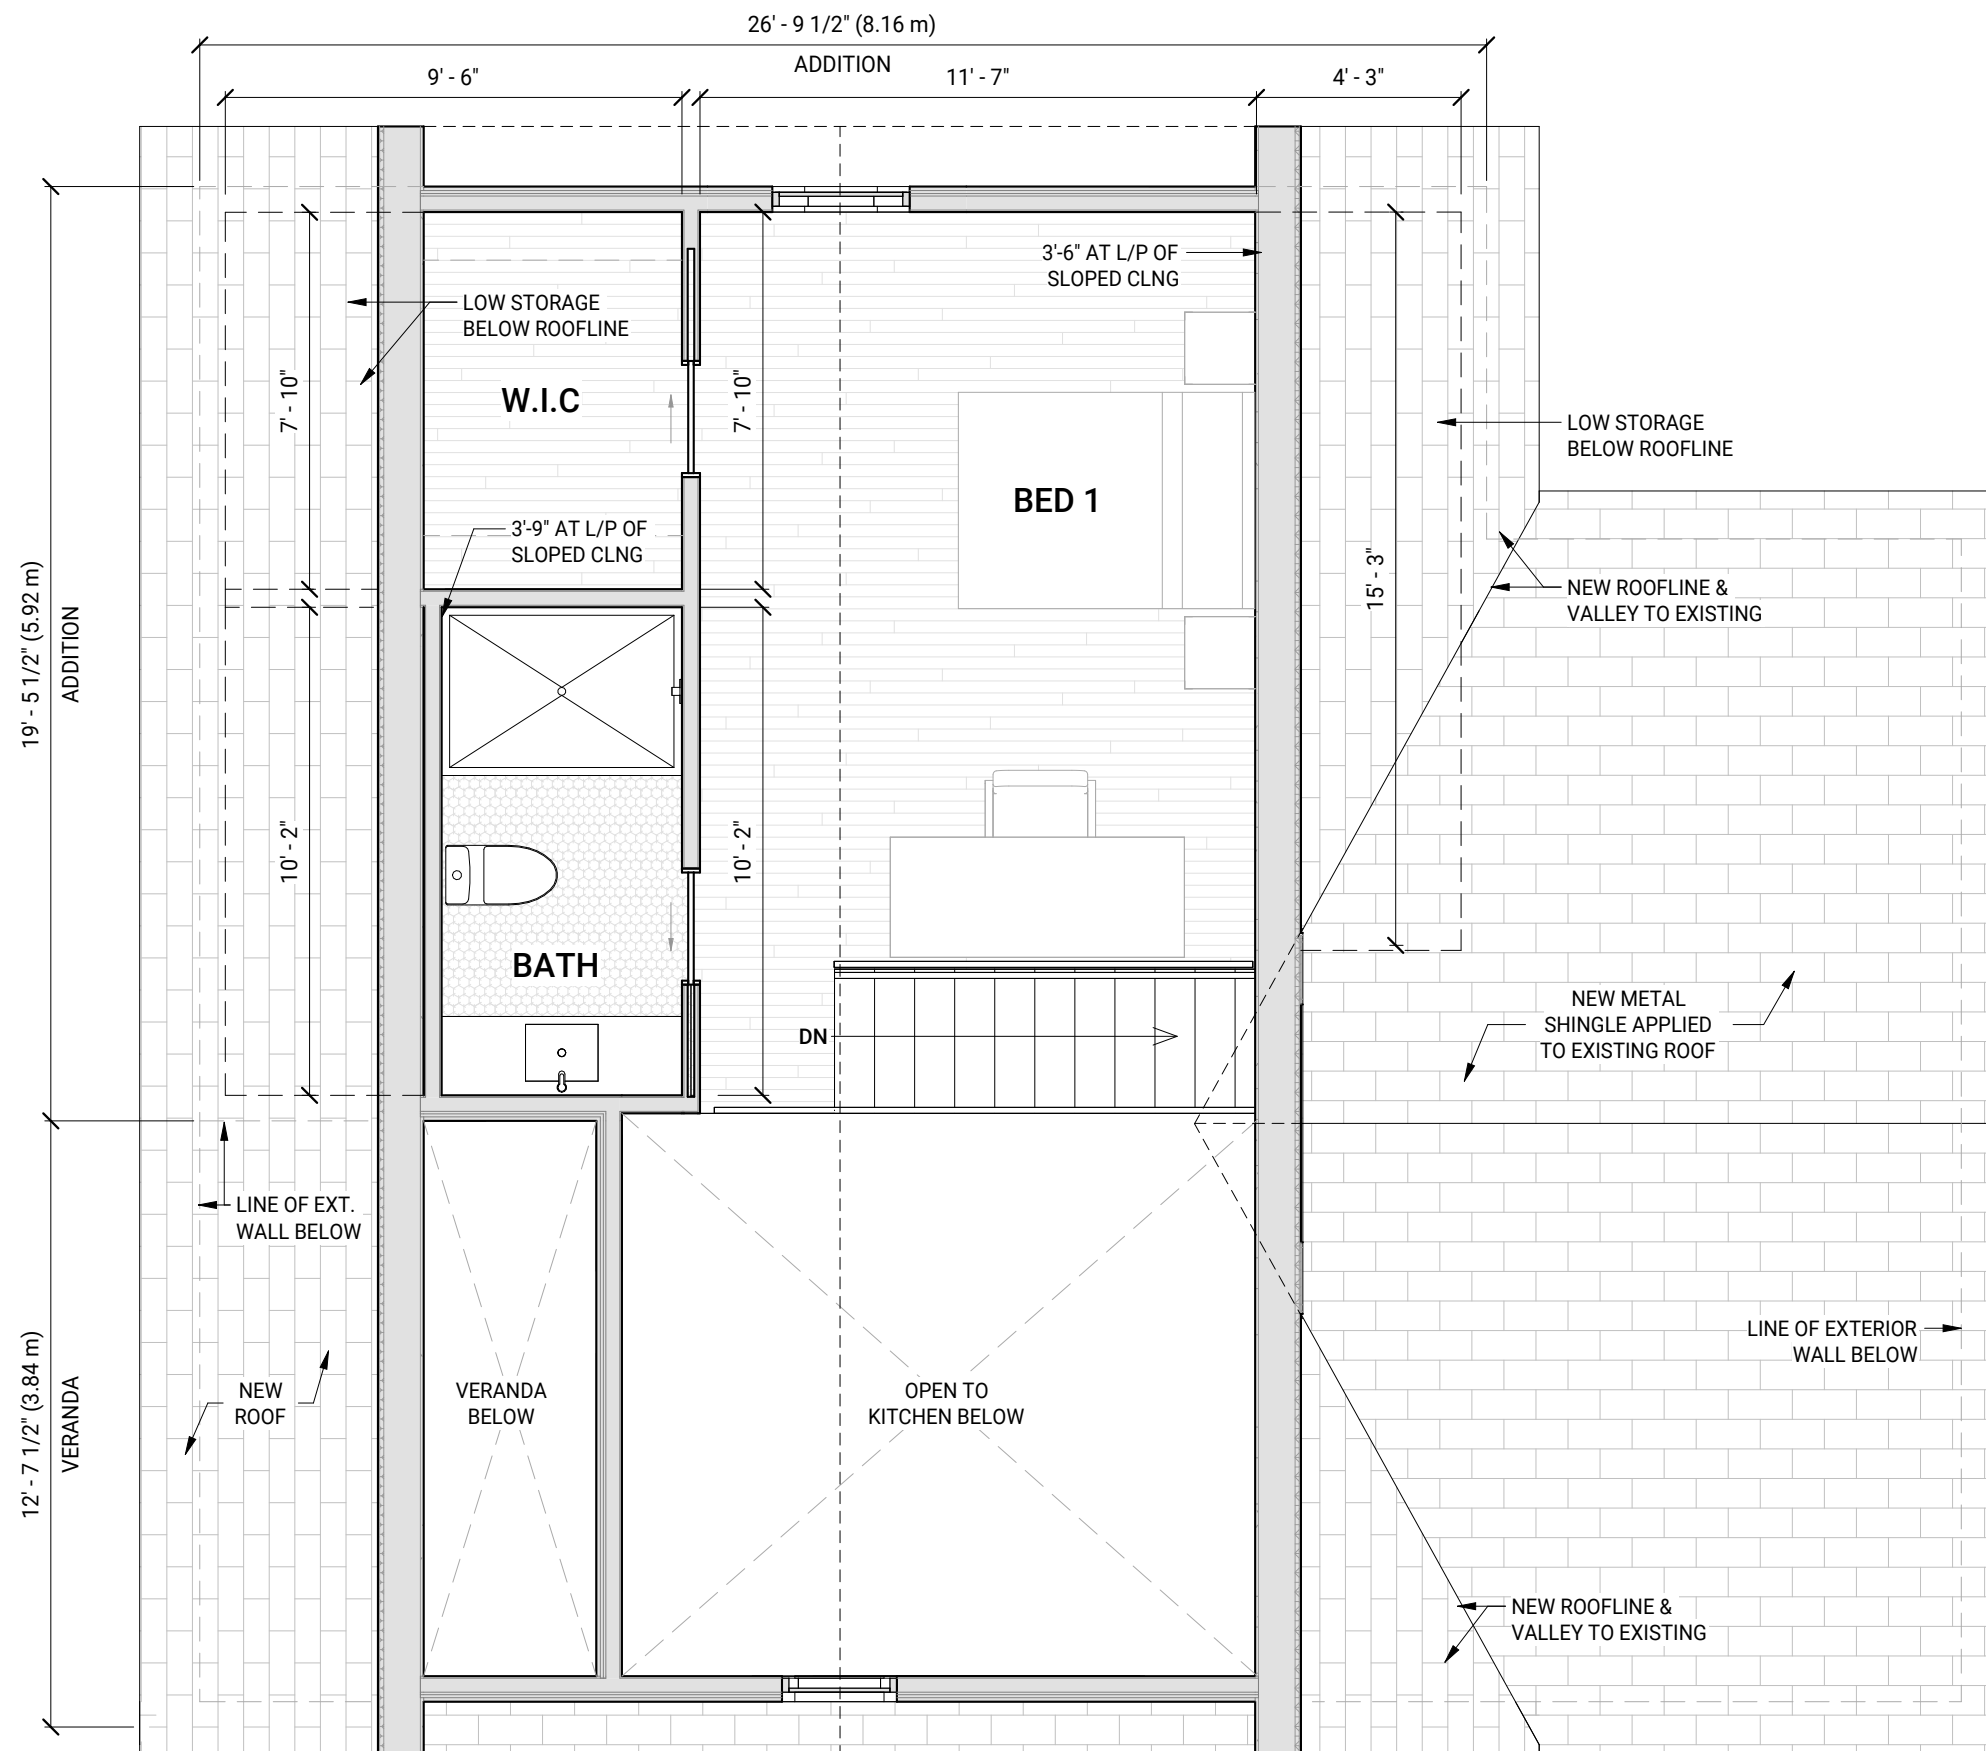 26' - 9 1/2" (8.16 m)
ADDITION
9' - 6"
11' - 7"
4' - 3"
3'-6" AT L/P OF
SLOPED CLNG
LOW STORAGE
BELOW ROOFLINE
7' - 10"
W.I.C
7' - 10"
LOW STORAGE
BELOW ROOFLINE
BED 1
3'-9" AT L/P OF
SLOPED CLNG
15' - 3"
NEW ROOFLINE &
VALLEY TO EXISTING
19' - 5 1/2" (5.92 m)
ADDITION
10' - 2"
10' - 2"
BATH
NEW METAL
SHINGLE APPLIED
TO EXISTING ROOF
DN
LINE OF EXT.
WALL BELOW
LINE OF EXTERIOR
WALL BELOW
12' - 7 1/2" (3.84 m)
VERANDA
NEW
ROOF
VERANDA
BELOW
OPEN TO
KITCHEN BELOW
NEW ROOFLINE &
VALLEY TO EXISTING